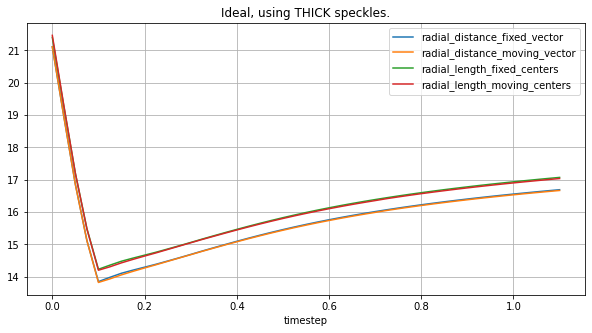 Ideal, using THICK speckles.
radial_distance_fixed_vector
radial_distance_moving_vector
radial_length_fixed_centers
radial_length_moving_centers
21
20
19
18
17
16
15
14
0.0 0.2 0.4 0.6 0.8 1.0
timestep